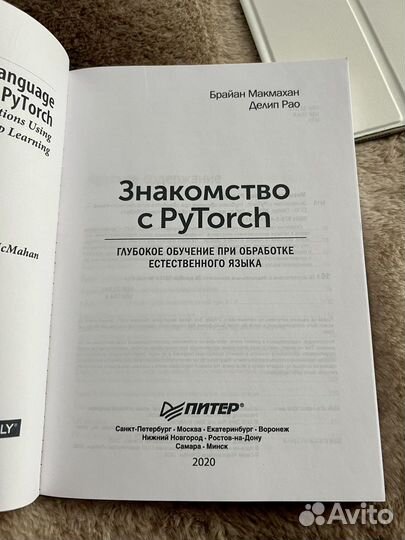 anguage
PyTorch
tions Using
p Learning
cMahan
LY®
Брайан Макмахан
Делип Рао
Знакомство
с PyTorch
ГЛУБОКОЕ ОБУЧЕНИЕ ПРИ ОБРАБОТКЕ
ЕСТЕСТВЕННОГО ЯЗЫКА
ПИТЕР®
Санкт-Петербург • Москва • Екатеринбург • Воронеж
Нижний Новгород • Ростов-на-Дону
Самара • Минск
2020
Avito